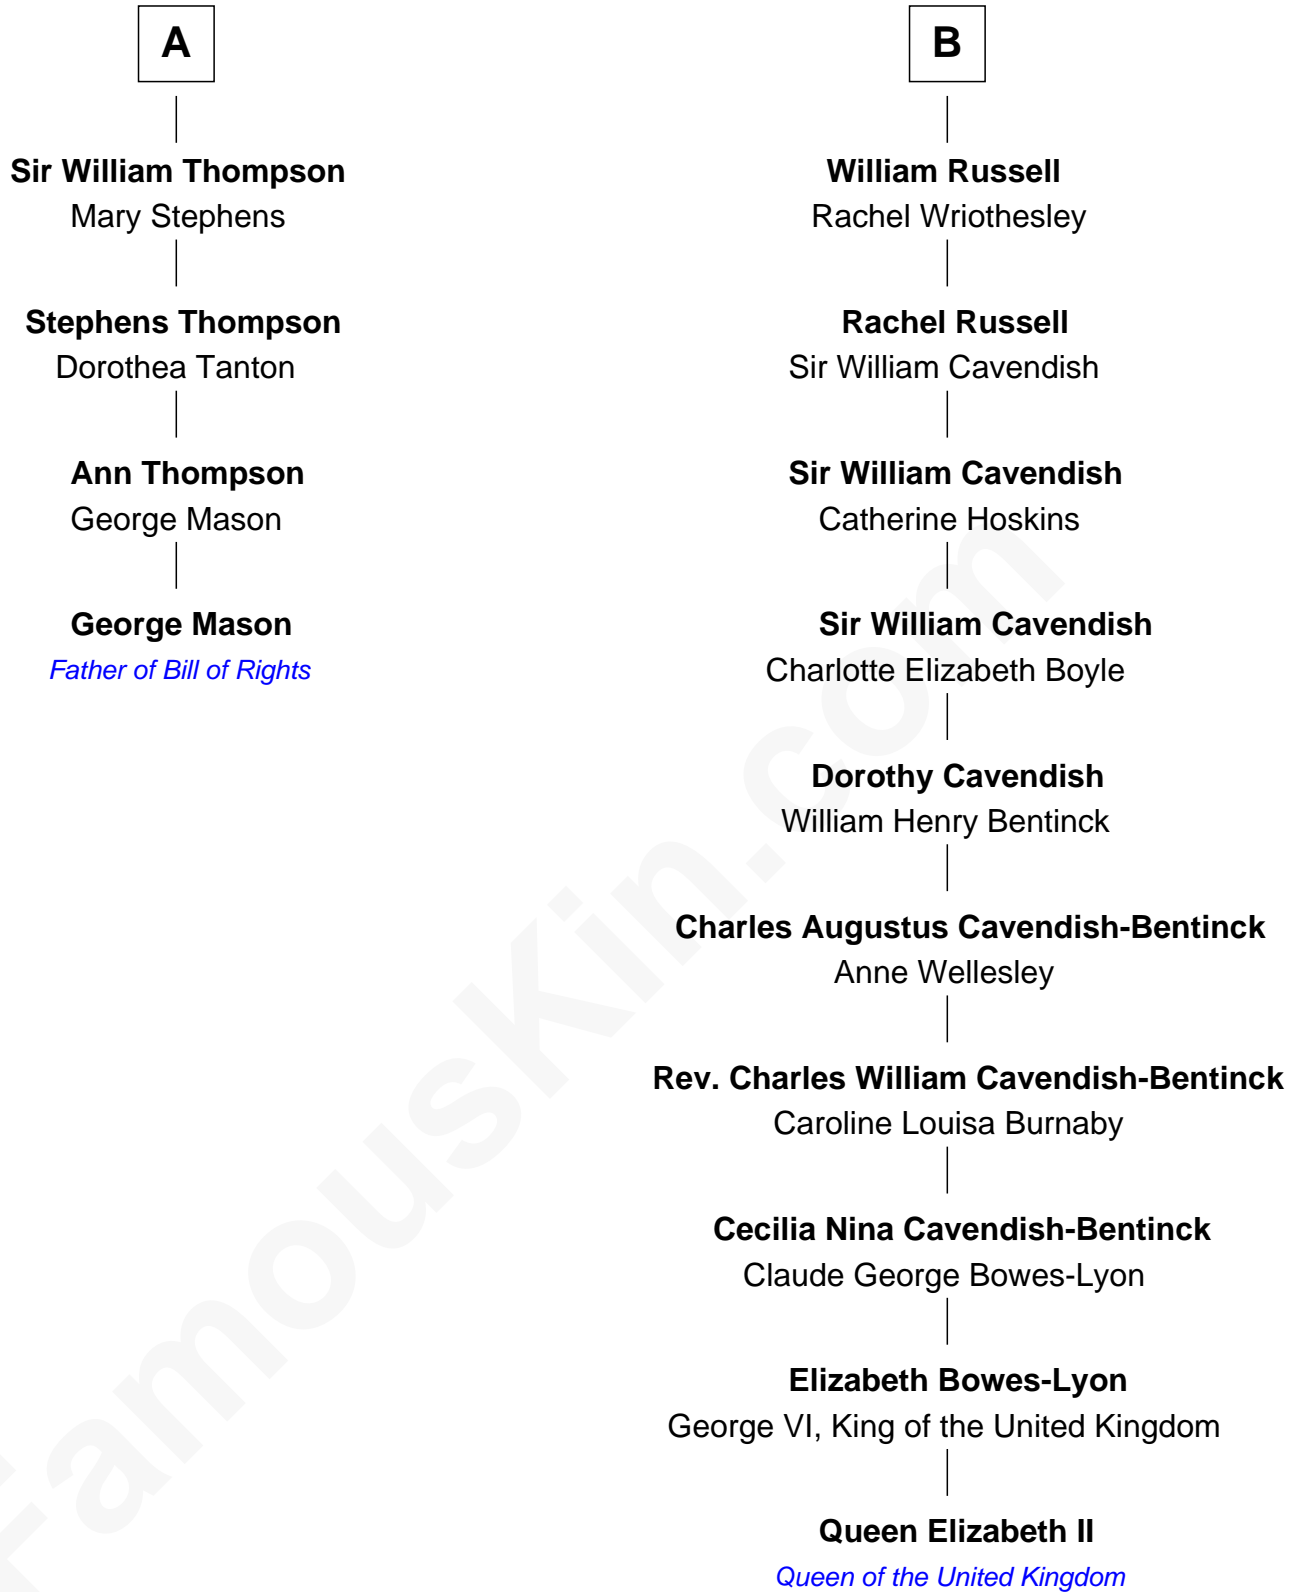 A
Sir William Thompson
Mary Stephens
Stephens Thompson
Dorothea Tanton
Ann Thompson
George Mason
George Mason
Father of Bill of Rights
B
William Russell
Rachel Wriothesley
Rachel Russell
Sir William Cavendish
Sir William Cavendish
Catherine Hoskins
Sir William Cavendish
Charlotte Elizabeth Boyle
Dorothy Cavendish
William Henry Bentinck
Charles Augustus Cavendish-Bentinck
Anne Wellesley
Rev. Charles William Cavendish-Bentinck
Caroline Louisa Burnaby
Cecilia Nina Cavendish-Bentinck
Claude George Bowes-Lyon
Elizabeth Bowes-Lyon
George VI, King of the United Kingdom
Queen Elizabeth II
Queen of the United Kingdom
FamousKin.com